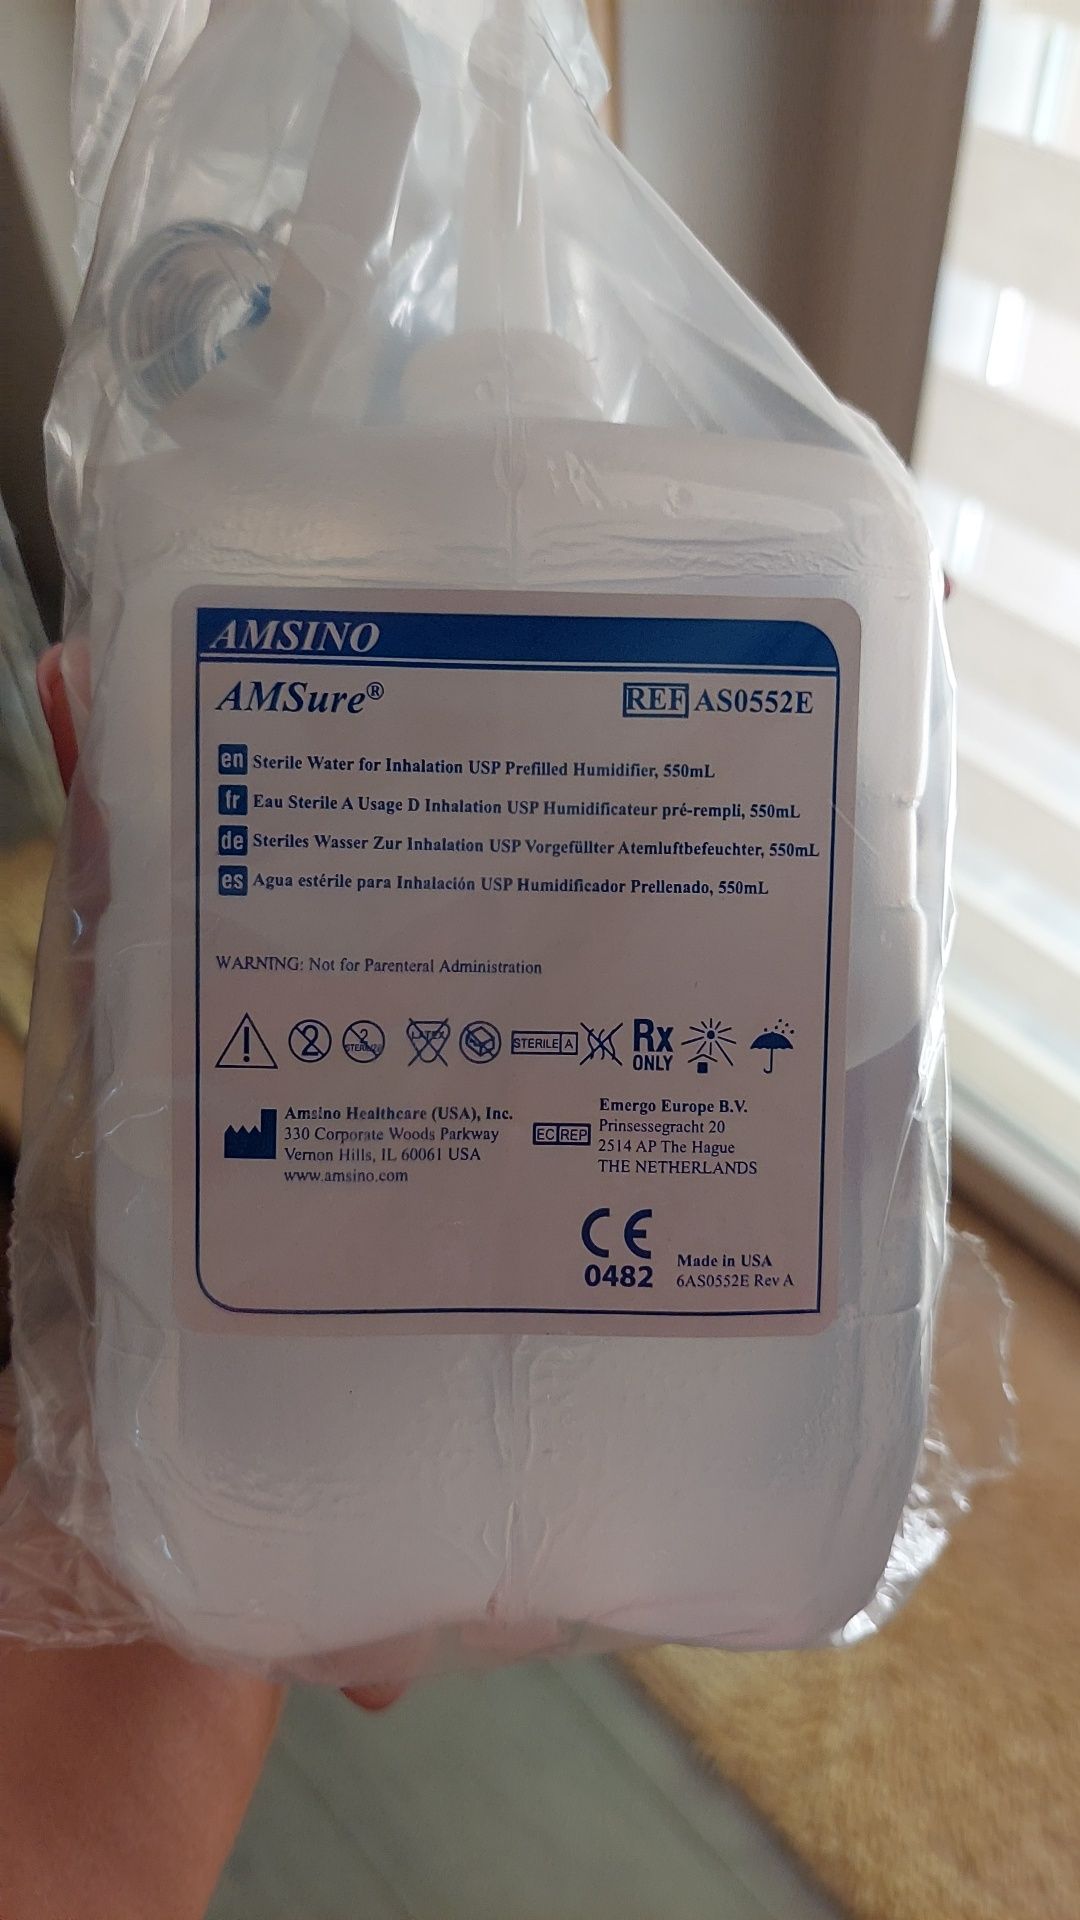 AMSINO
AMSure®
REF AS0552E
en Sterile Water for Inhalation USP Prefilled Humidifier, 550mL
fr Eau Sterile A Usage D Inhalation USP Humidificateur pré-rempli, 550mL
de Steriles Wasser Zur Inhalation USP Vorgefüllter Atemluftbefeuchter, 550mL
es Agua estérile para Inhalación USP Humidificador Prellenado, 550mL
WARNING: Not for Parenteral Administration
2 2 STERILIZE LATEX STERILE A Rx ONLY
Amsino Healthcare (USA), Inc.
330 Corporate Woods Parkway
Vernon Hills, IL 60061 USA
www.amsino.com
EC REP
Emergo Europe B.V.
Prinsessegracht 20
2514 AP The Hague
THE NETHERLANDS
CE
0482
Made in USA
6AS0552E Rev A